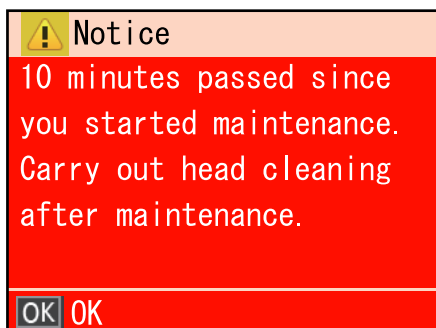 Notice
10 minutes passed since
you started maintenance.
Carry out head cleaning
after maintenance.
OK OK